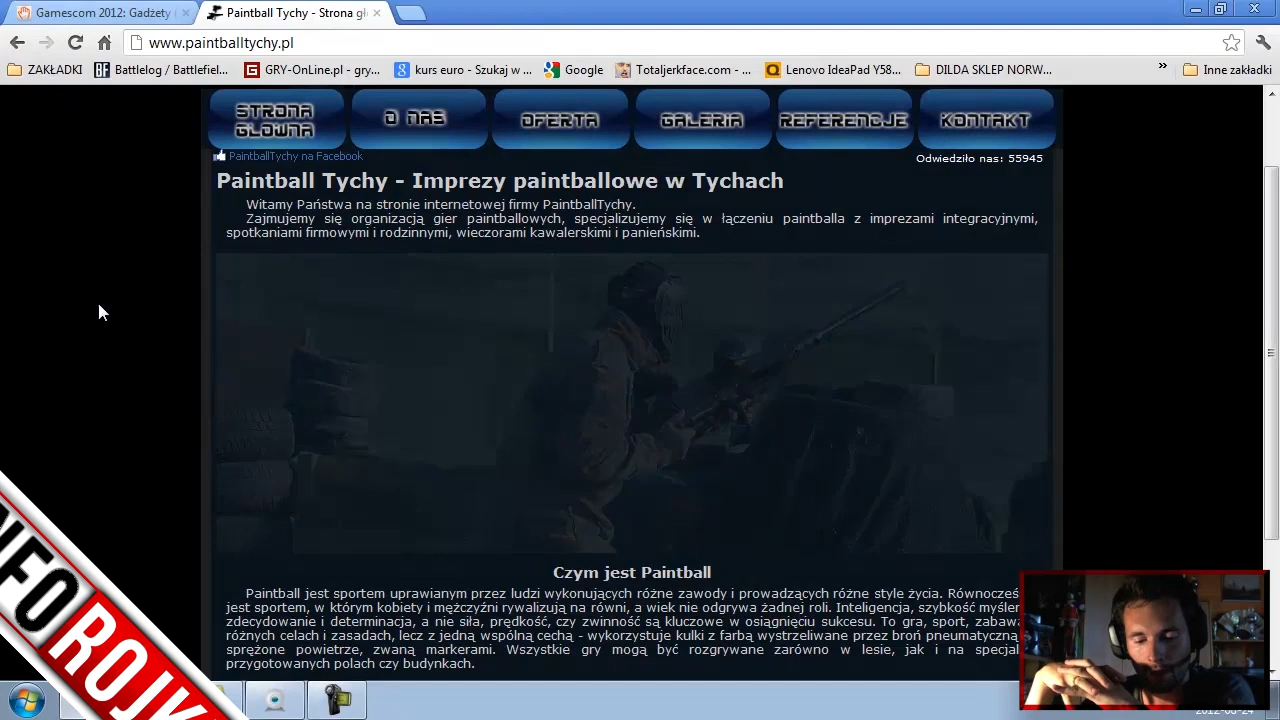 Gamescom 2012: Gadżety
Paintball Tychy - Strona gł
www.paintballtychy.pl
ZAKŁADKI
Battlelog / Battlefiel...
GRY-OnLine.pl - gry...
kurs euro - Szukaj w ...
Google
Totaljerkface.com - ...
Lenovo IdeaPad Y58...
DILDA SKLEP NORW...
»
Inne zakładki
STRONA
GLOWNA
O NAS
OFERTA
GALERIA
REFERENCJE
KONTAKT
PaintballTychy na Facebook
Odwiedziło nas: 55945
Paintball Tychy - Imprezy paintballowe w Tychach
Witamy Państwa na stronie internetowej firmy PaintballTychy.
Zajmujemy się organizacją gier paintballowych, specjalizujemy się w łączeniu paintballa z imprezami integracyjnymi,
spotkaniami firmowymi i rodzinnymi, wieczorami kawalerskimi i panieńskimi.
Czym jest Paintball
Paintball jest sportem uprawianym przez ludzi wykonujących różne zawody i prowadzących różne style życia. Równocześ
jest sportem, w którym kobiety i mężczyźni rywalizują na równi, a wiek nie odgrywa żadnej roli. Inteligencja, szybkość myśler
zdecydowanie i determinacja, a nie siła, prędkość, czy zwinność są kluczowe w osiągnięciu sukcesu. To gra, sport, zabawa
różnych celach i zasadach, lecz z jedną wspólną cechą - wykorzystuje kulki z farbą wystrzeliwane przez broń pneumatyczną
sprężone powietrze, zwaną markerami. Wszystkie gry mogą być rozgrywane zarówno w lesie, jak i na specjal
przygotowanych polach czy budynkach.
NFO
ROJK